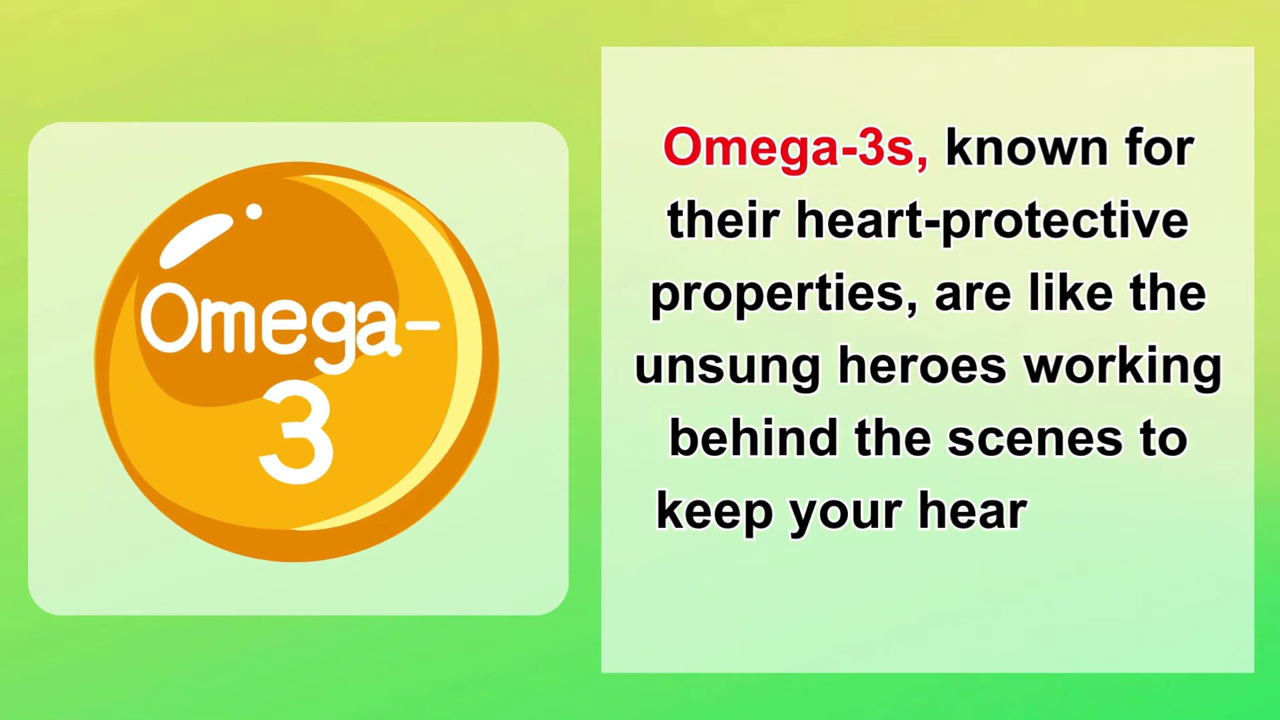 Omega-
3
Omega-3s, known for
their heart-protective
properties, are like the
unsung heroes working
behind the scenes to
keep your hear